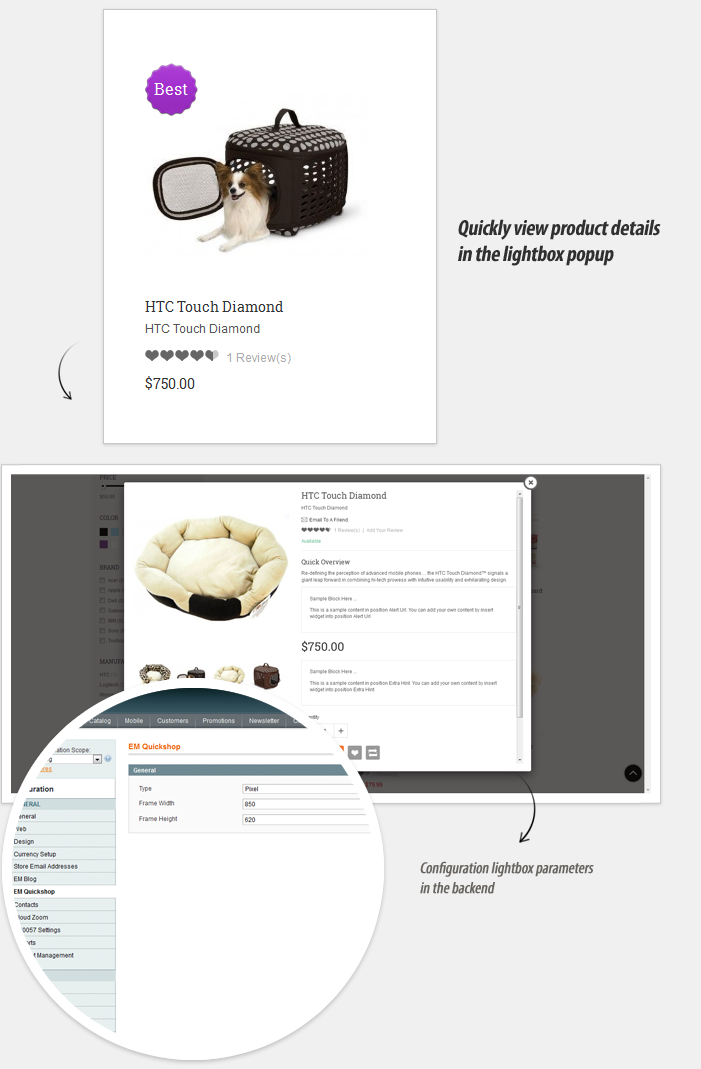 Best
Quickly view product details
in the lightbox popup
HTC Touch Diamond
HTC Touch Diamond
1 Review(s)
$750.00
PRICE
COLOR
BRAND
HTC Touch Diamond
HTC Touch Diamond
Email To A Friend
1 Review(s) | Add Your Review
Available
Quick Overview
Re-defining the perception of advanced mobile phones… the HTC Touch Diamond™ signals a
giant leap forward in combining hi-tech prowess with intuitive usability and exhilarating design.
Sample Block Here ...
This is a sample content in position Alert Url. You can add your own content by insert
widget into position Alert Url
$750.00
Sample Block Here ...
This is a sample content in position Extra Hint. You can add your own content by insert
widget into position Extra Hint
Catalog Mobile Customers Promotions Newsletter
+
EM Quickshop
General
Type Pixel
Frame Width 850
Frame Height 620
ation Scope:
uration
ENERAL
eneral
Web
Design
Currency Setup
Store Email Addresses
EM Blog
EM Quickshop
Contacts
Cloud Zoom
0057 Settings
rts
t Management
Configuration lightbox parameters
in the backend